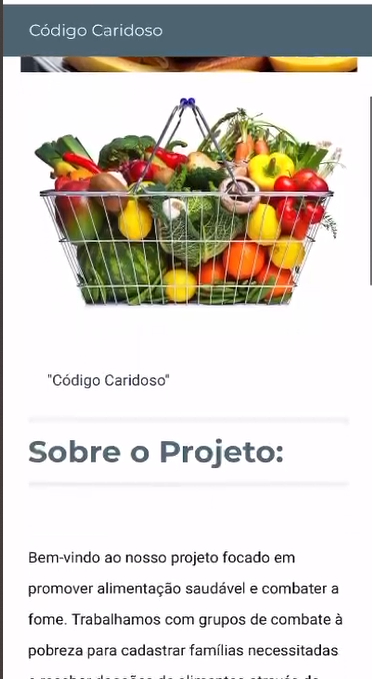 Código Caridoso
"Código Caridoso"
Sobre o Projeto:
Bem-vindo ao nosso projeto focado em
promover alimentação saudável e combater a
fome. Trabalhamos com grupos de combate à
pobreza para cadastrar famílias necessitadas